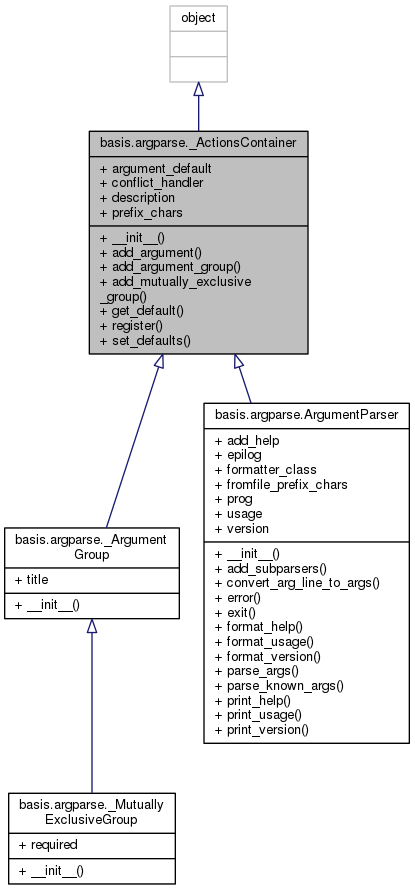 object
basis.argparse._ActionsContainer
+ argument_default
+ conflict_handler
+ description
+ prefix_chars
+ __init__()
+ add_argument()
+ add_argument_group()
+ add_mutually_exclusive
_group()
+ get_default()
+ register()
+ set_defaults()
basis.argparse.ArgumentParser
+ add_help
+ epilog
+ formatter_class
+ fromfile_prefix_chars
+ prog
+ usage
+ version
+ __init__()
+ add_subparsers()
+ convert_arg_line_to_args()
+ error()
+ exit()
+ format_help()
+ format_usage()
+ format_version()
+ parse_args()
+ parse_known_args()
+ print_help()
+ print_usage()
+ print_version()
basis.argparse._Argument
Group
+ title
+ __init__()
basis.argparse._Mutually
ExclusiveGroup
+ required
+ __init__()